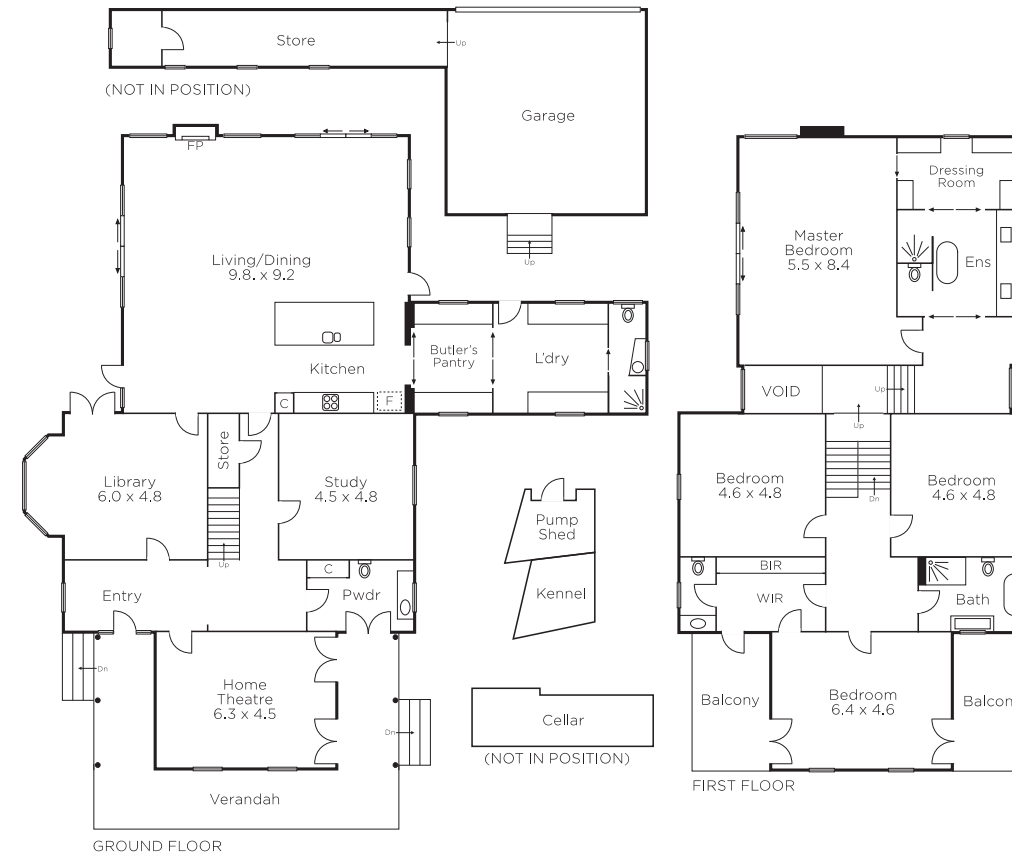 Store
Up
(NOT IN POSITION)
Garage
Up
FP
Living/Dining
9.8. x 9.2
Kitchen
C
F
Butler's
Pantry
L'dry
Library
6.0 x 4.8
Store
Up
Study
4.5 x 4.8
Pump
Shed
Kennel
C
Pwdr
Entry
Dn
Home
Theatre
6.3 x 4.5
Dn
Verandah
GROUND FLOOR
Cellar
(NOT IN POSITION)
Dressing
Room
Master
Bedroom
5.5 x 8.4
Ens
VOID
Up
Up
Bedroom
4.6 x 4.8
Dn
Bedroom
4.6 x 4.8
BIR
WIR
Bath
Balcony
Bedroom
6.4 x 4.6
Balcon
FIRST FLOOR